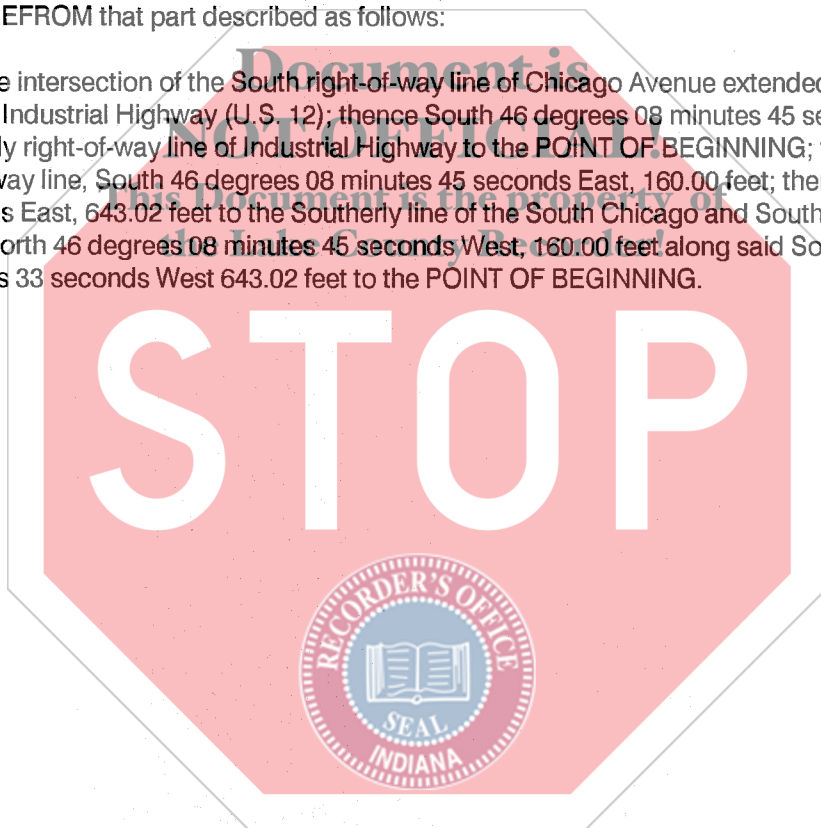 EFROM that part described as follows:
Document is
e intersection of the South right-of-way line of Chicago Avenue extended
Industrial Highway (U.S. 12); thence South 46 degrees 08 minutes 45 se
NOT OFFICIAL!
ly right-of-way line of Industrial Highway to the POINT OF BEGINNING;
vay line, South 46 degrees 08 minutes 45 seconds East, 160.00 feet; ther
This Document is the property of
s East, 643.02 feet to the Southerly line of the South Chicago and South
the Lake County Recorder!
orth 46 degrees 08 minutes 45 seconds West, 160.00 feet along said So
s 33 seconds West 643.02 feet to the POINT OF BEGINNING.
STOP
RECORDER'S OFFICE
SEAL
INDIANA